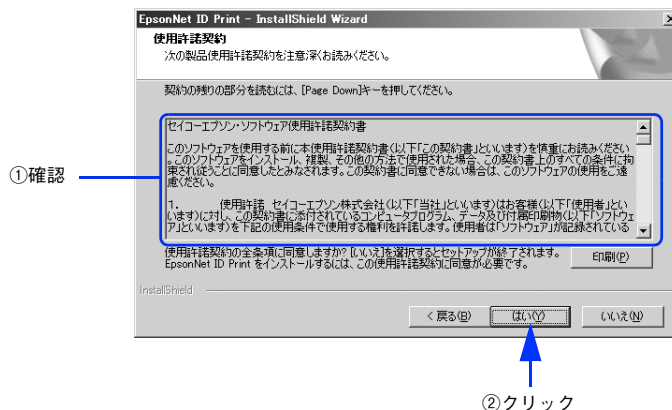 EpsonNet ID Print - InstallShield Wizard
使用許諾契約
次の製品使用許諾契約を注意深くお読みください。
契約の残りの部分を読むには、[Page Down]キーを押してください。
セイコーエプソン・ソフトウェア使用許諾契約書
このソフトウェアを使用する前に本使用許諾契約書(以下「この契約書」といいます)を慎重にお読みください
。このソフトウェアをインストール、複製、その他の方法で使用された場合、この契約書上のすべての条件に拘
束され従うことに同意したとみなされます。この契約書に同意できない場合は、このソフトウェアの使用をご遠
慮ください。
1. 使用許諾 セイコーエプソン株式会社(以下「当社」といいます)はお客様(以下「使用者」とい
います)に対し、この契約書に添付されているコンピュータプログラム、データ及び付属印刷物(以下「ソフトウェ
ア」といいます)を下記の使用条件で使用する権利を許諾します。使用者は「ソフトウェア」が記録されている
①確認
使用許諾契約の全条項に同意しますか? [いいえ]を選択するとセットアップが終了されます。
EpsonNet ID Print をインストールするには、この使用許諾契約に同意が必要です。
印刷(P)
InstallShield
< 戻る(B)
はい(Y)
いいえ(N)
②クリック